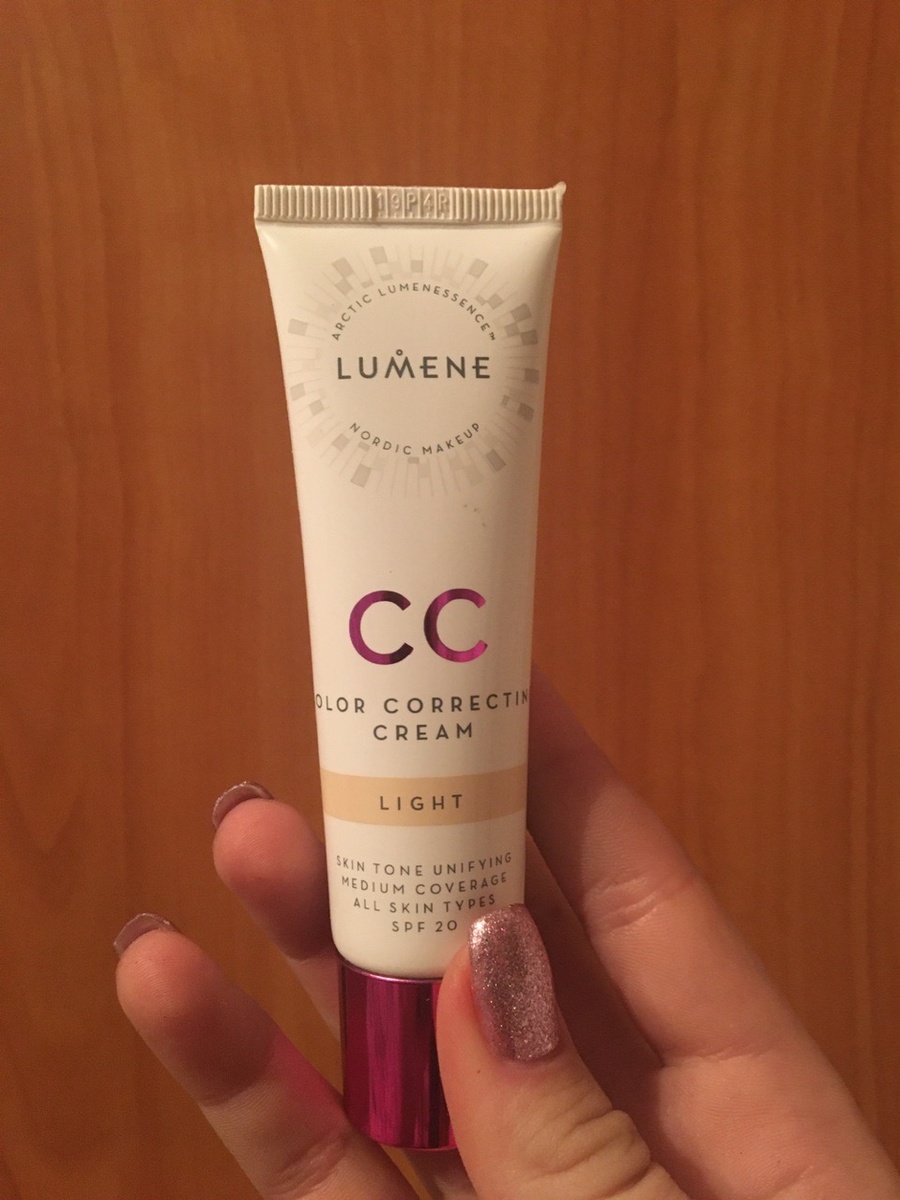 19P4R
ARCTIC LUMENESSENCE™
LUMENE
NORDIC MAKEUP
CC
OLOR CORRECTIN
CREAM
LIGHT
SKIN TONE UNIFYING
MEDIUM COVERAGE
ALL SKIN TYPES
SPF 20